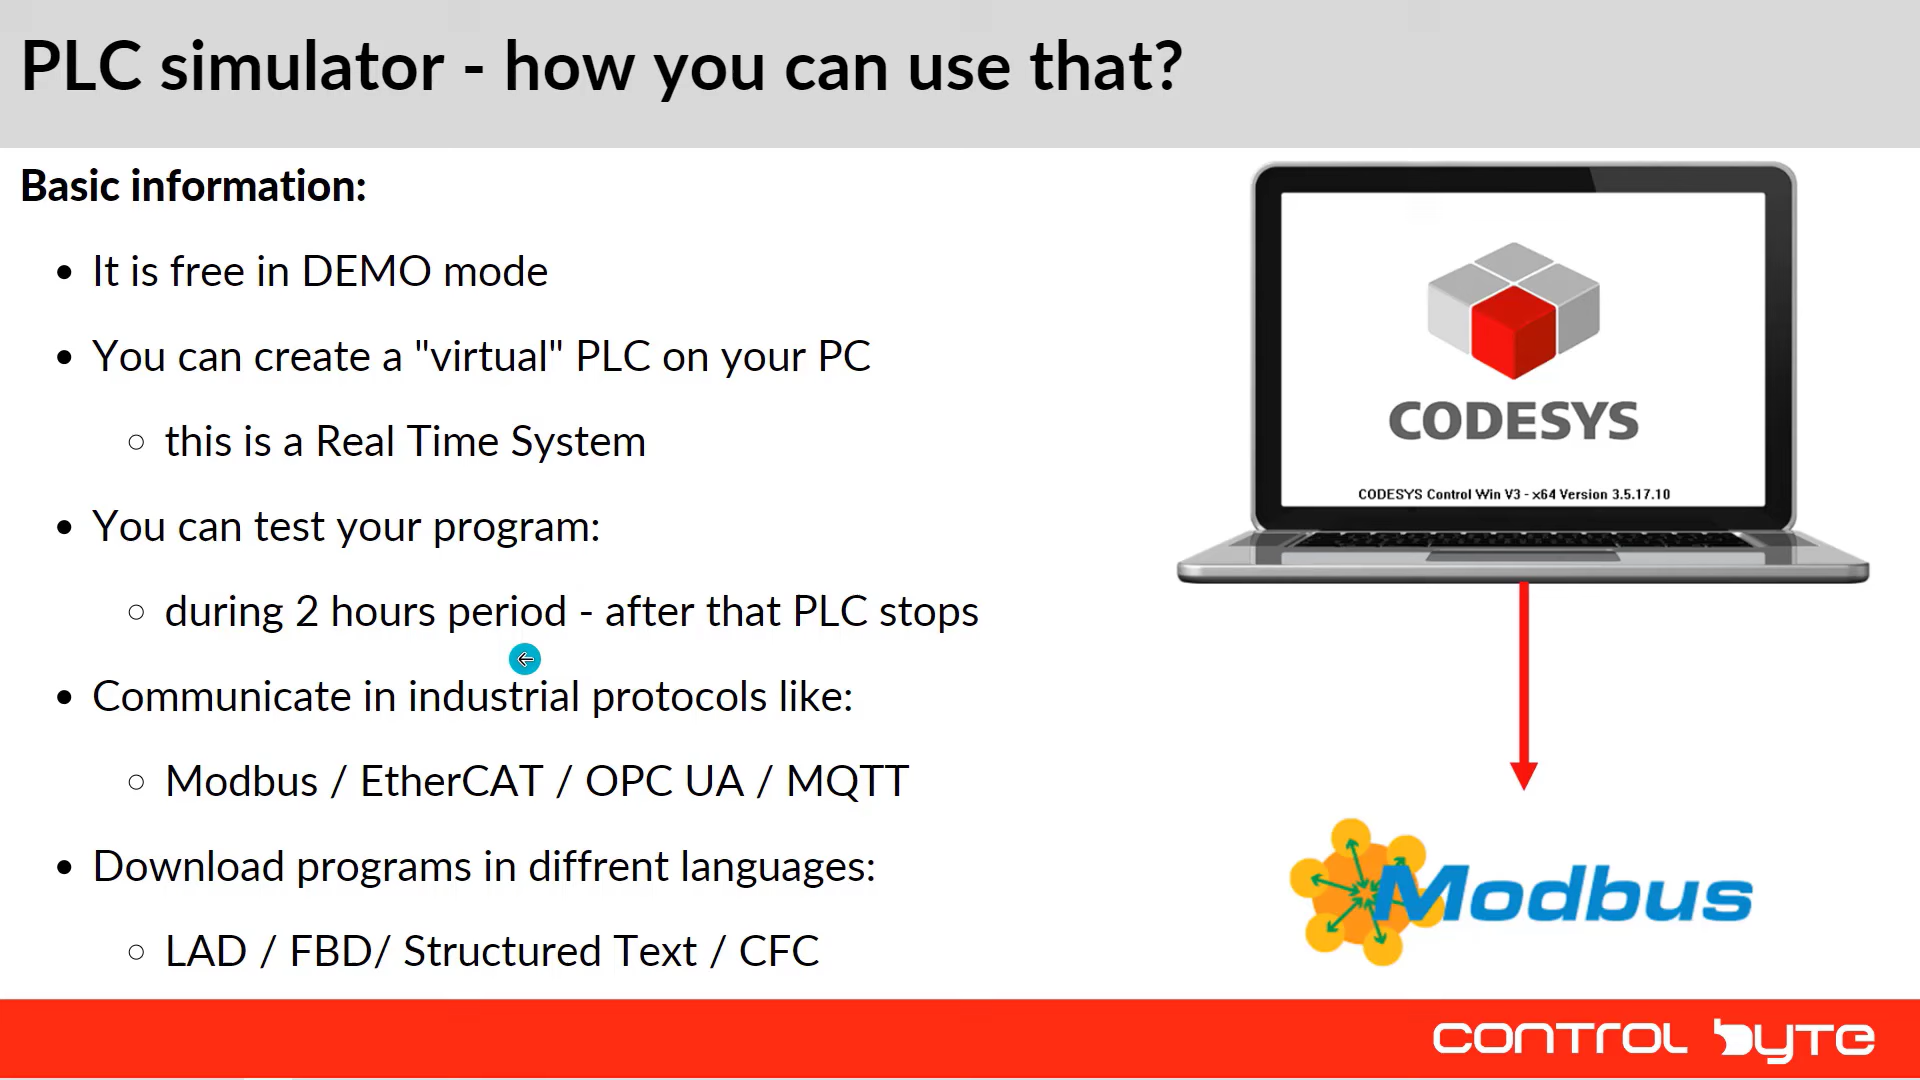 PLC simulator - how you can use that?
Basic information:
It is free in DEMO mode
You can create a "virtual" PLC on your PC
this is a Real Time System
You can test your program:
during 2 hours period - after that PLC stops
Communicate in industrial protocols like:
Modbus / EtherCAT / OPC UA / MQTT
Download programs in diffrent languages:
LAD / FBD/ Structured Text / CFC
CODESYS
CODESYS Control Win V3 - x64 Version 3.5.17.10
Modbus
CONTROL BYTE